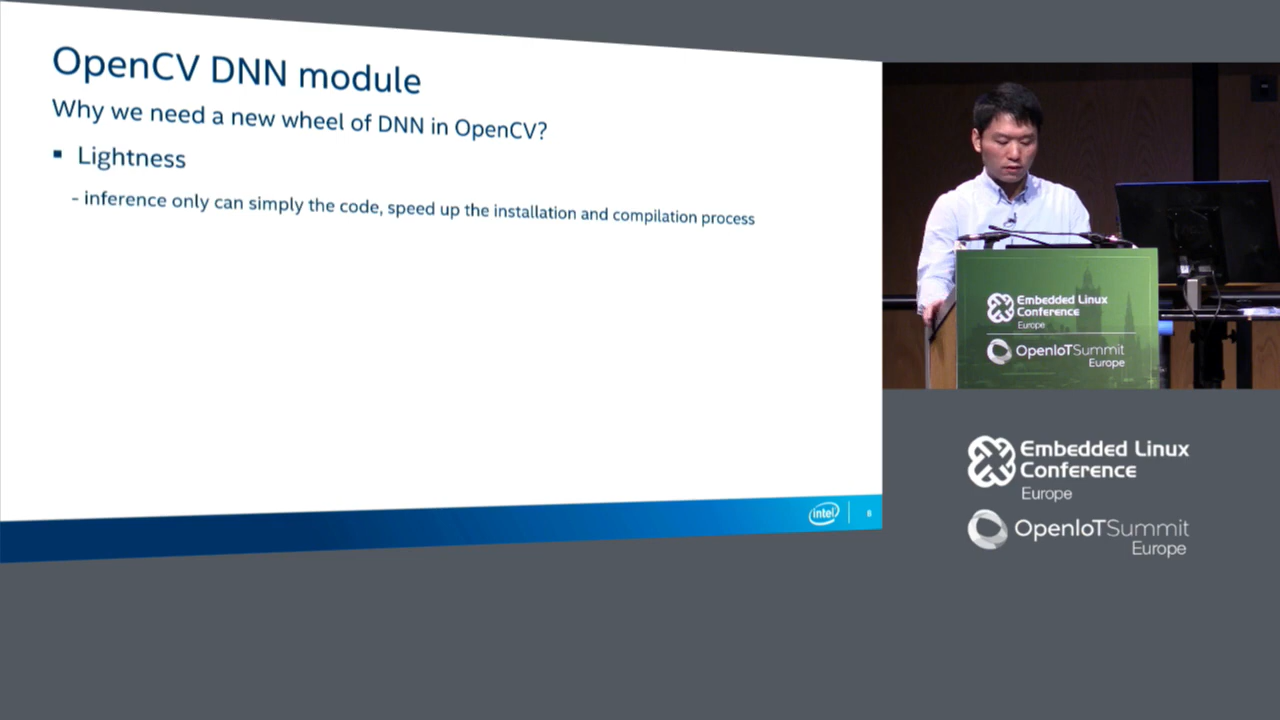 OpenCV DNN module
Why we need a new wheel of DNN in OpenCV?
▪ Lightness
- inference only can simply the code, speed up the installation and compilation process
intel
8
Embedded Linux
Conference
Europe
OpenIoTSummit
Europe
Embedded Linux
Conference
Europe
OpenIoTSummit
Europe